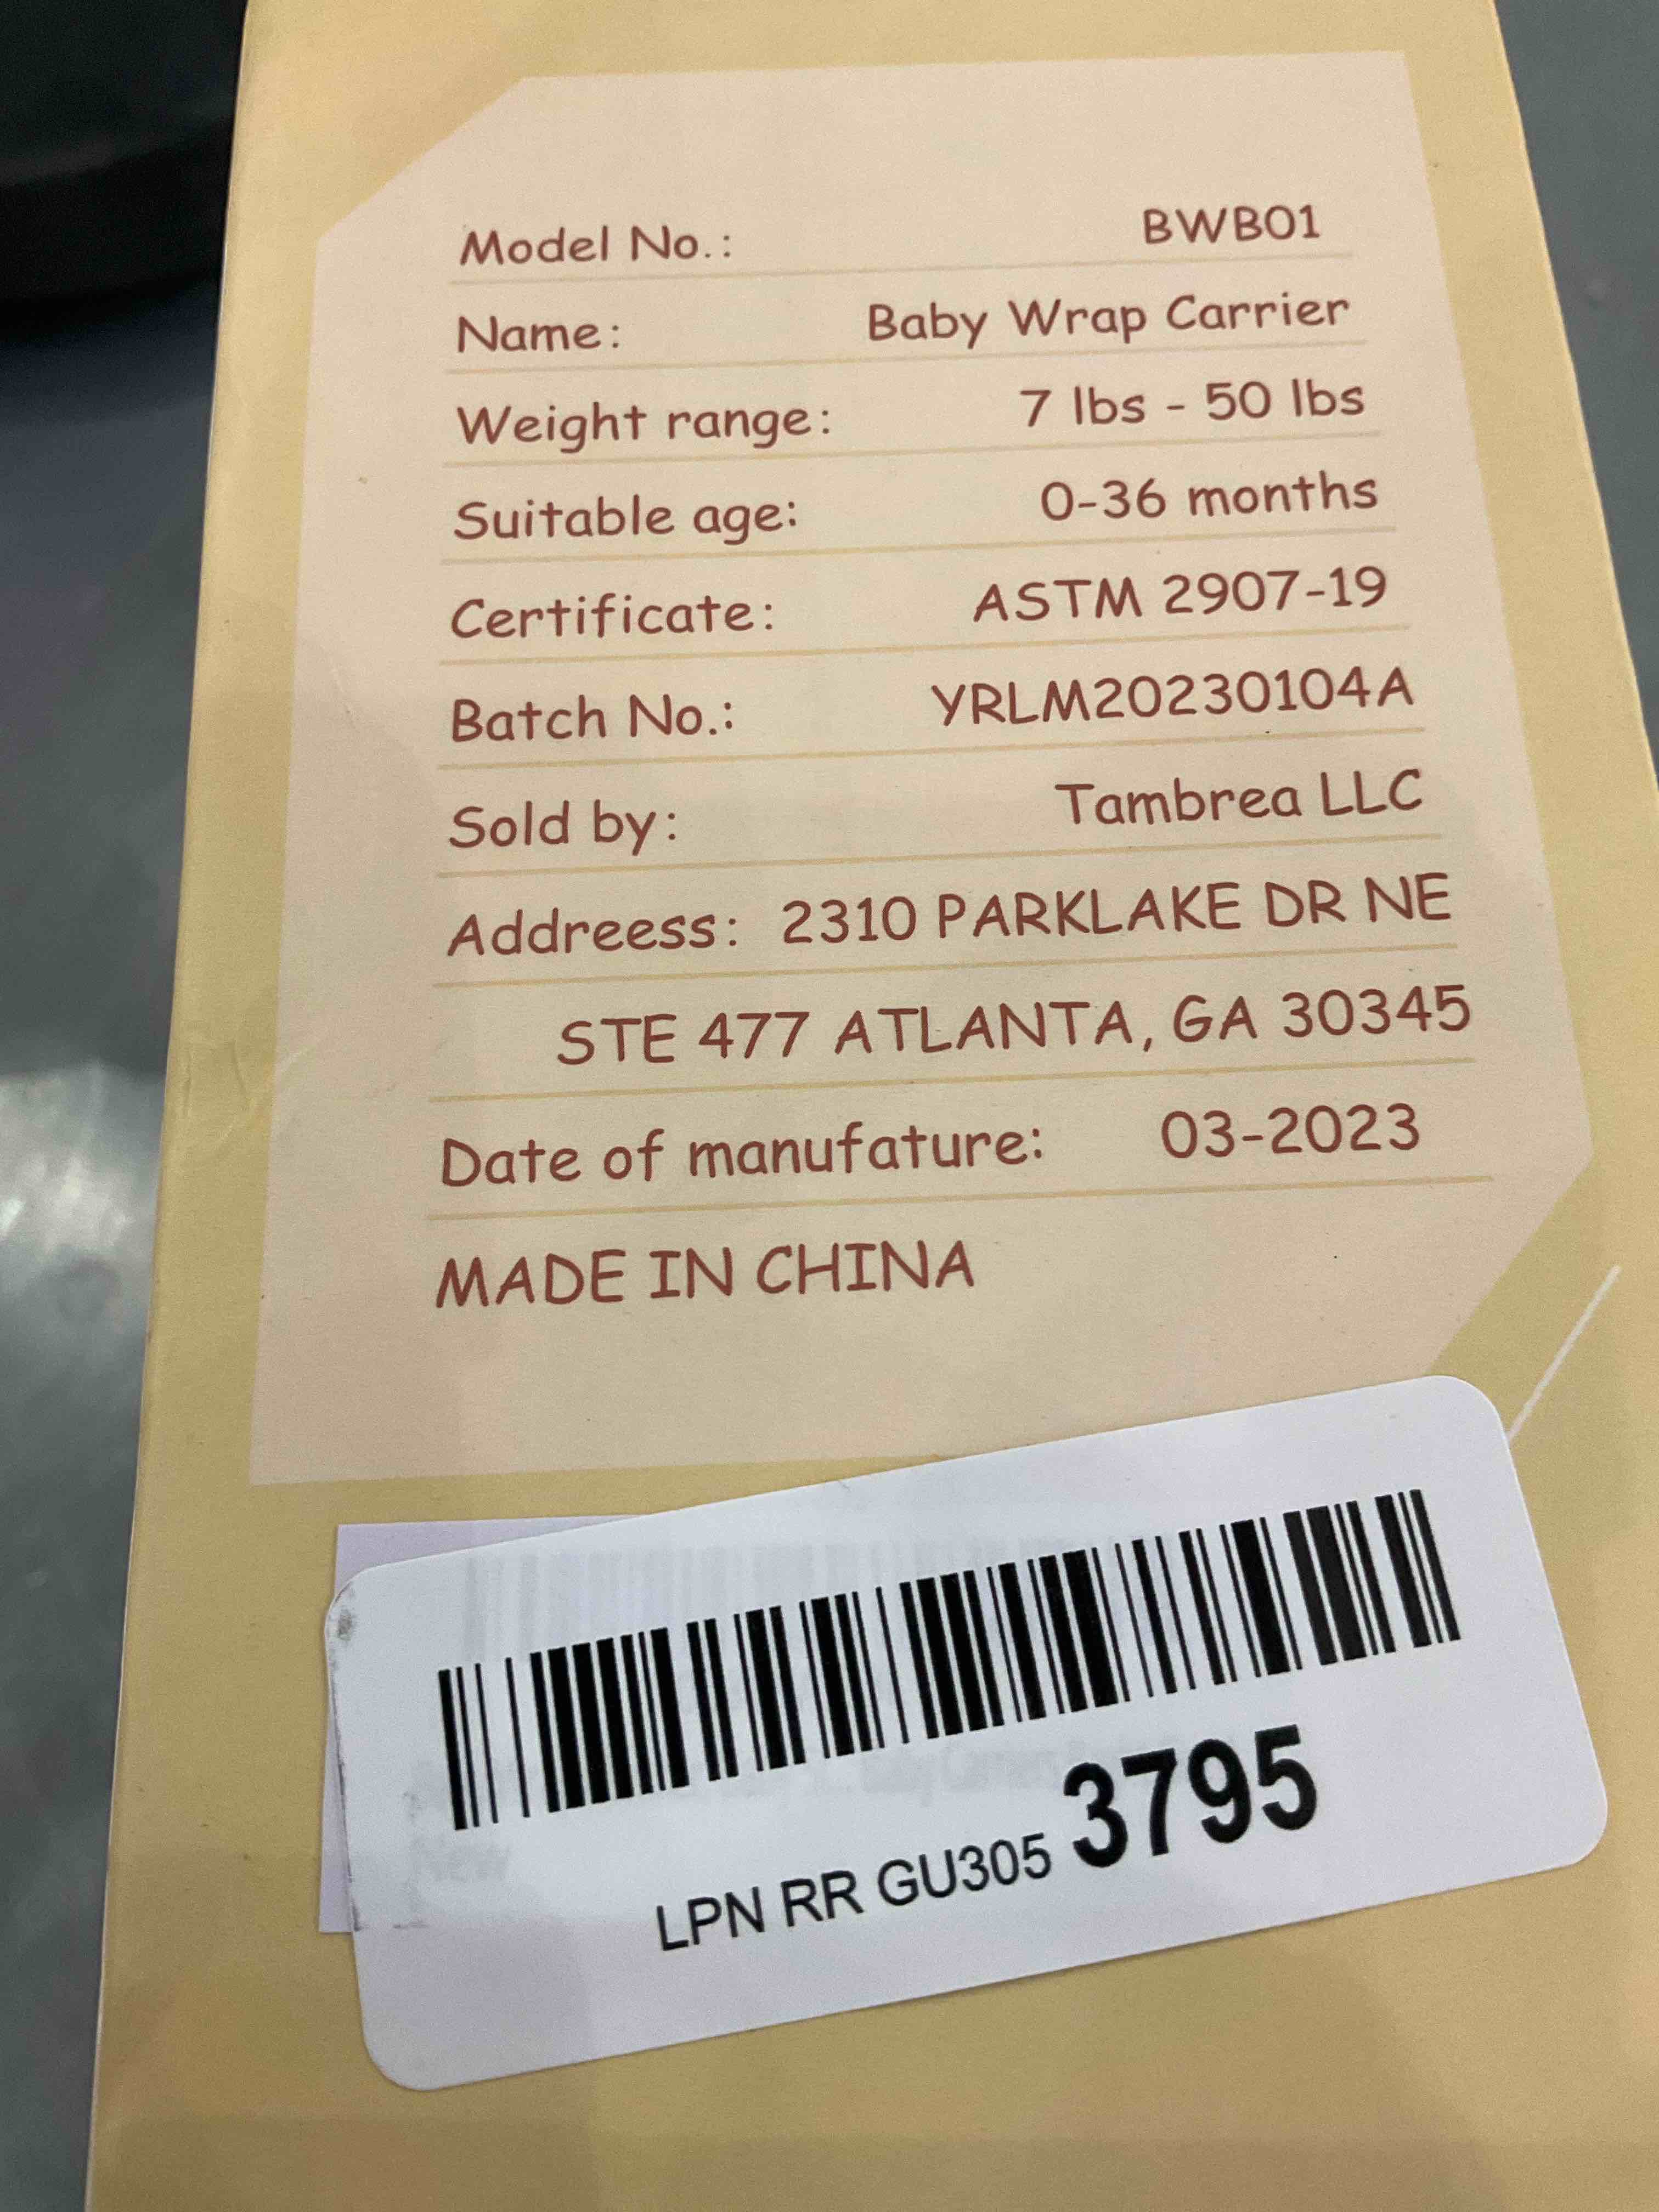 Model No.: BWB01
Name: Baby Wrap Carrier
Weight range: 7 lbs - 50 lbs
Suitable age: 0-36 months
Certificate: ASTM 2907-19
Batch No.: YRLM20230104A
Sold by: Tambrea LLC
Addreess: 2310 PARKLAKE DR NE
STE 477 ATLANTA, GA 30345
Date of manufature: 03-2023
MADE IN CHINA
LPN RR GU305 3795
New